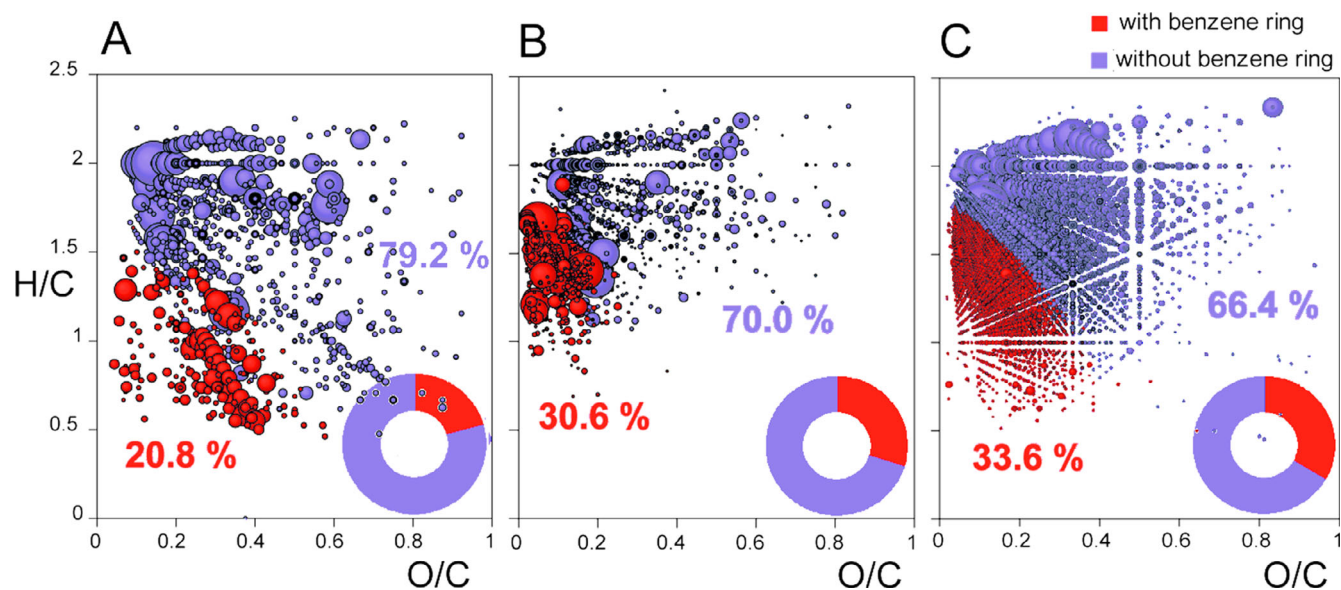 A
B
C
with benzene ring
without benzene ring
2.5
2
1.5
1
0.5
0
H/C
79.2 %
20.8 %
70.0 %
30.6 %
66.4 %
33.6 %
0 0.2 0.4 0.6 0.8 1
0 0.2 0.4 0.6 0.8 1
0 0.2 0.4 0.6 0.8 1
O/C
O/C
O/C